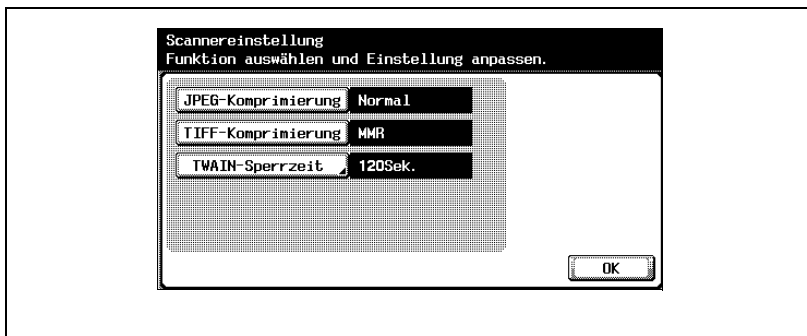 Scannereinstellung
Funktion auswählen und Einstellung anpassen.
JPEG-Komprimierung Normal
TIFF-Komprimierung MMR
TWAIN-Sperrzeit 120Sek.
OK